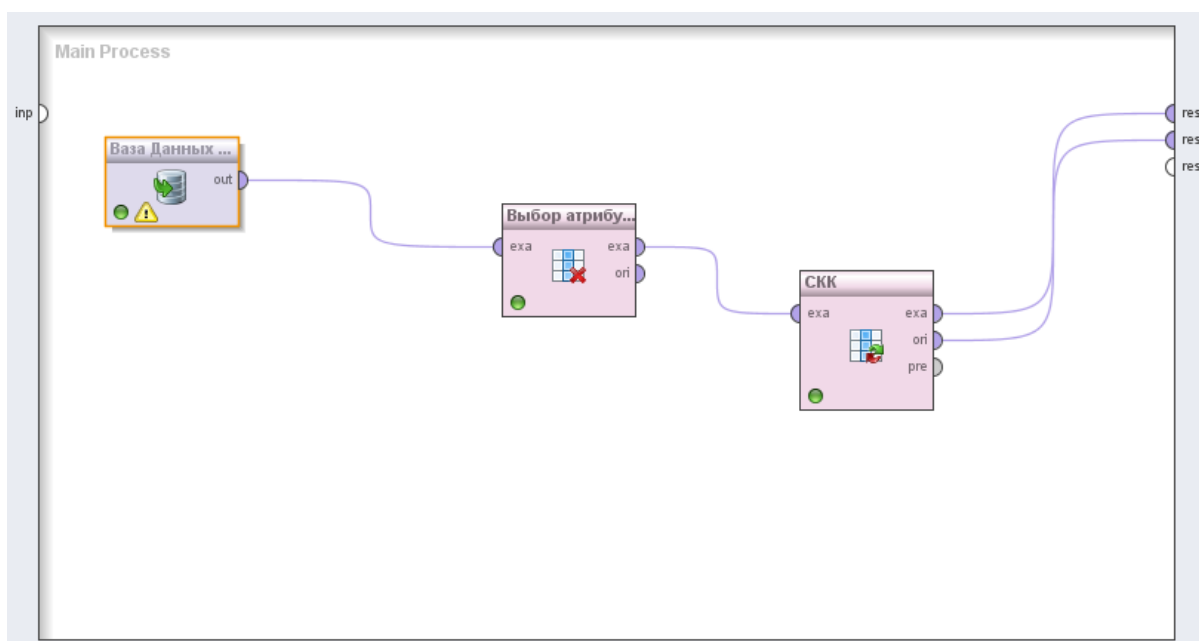 Main Process
inp
res
res
res
База Данных ...
out
Выбор атрибу...
exa
exa
ori
СКК
exa
exa
ori
pre